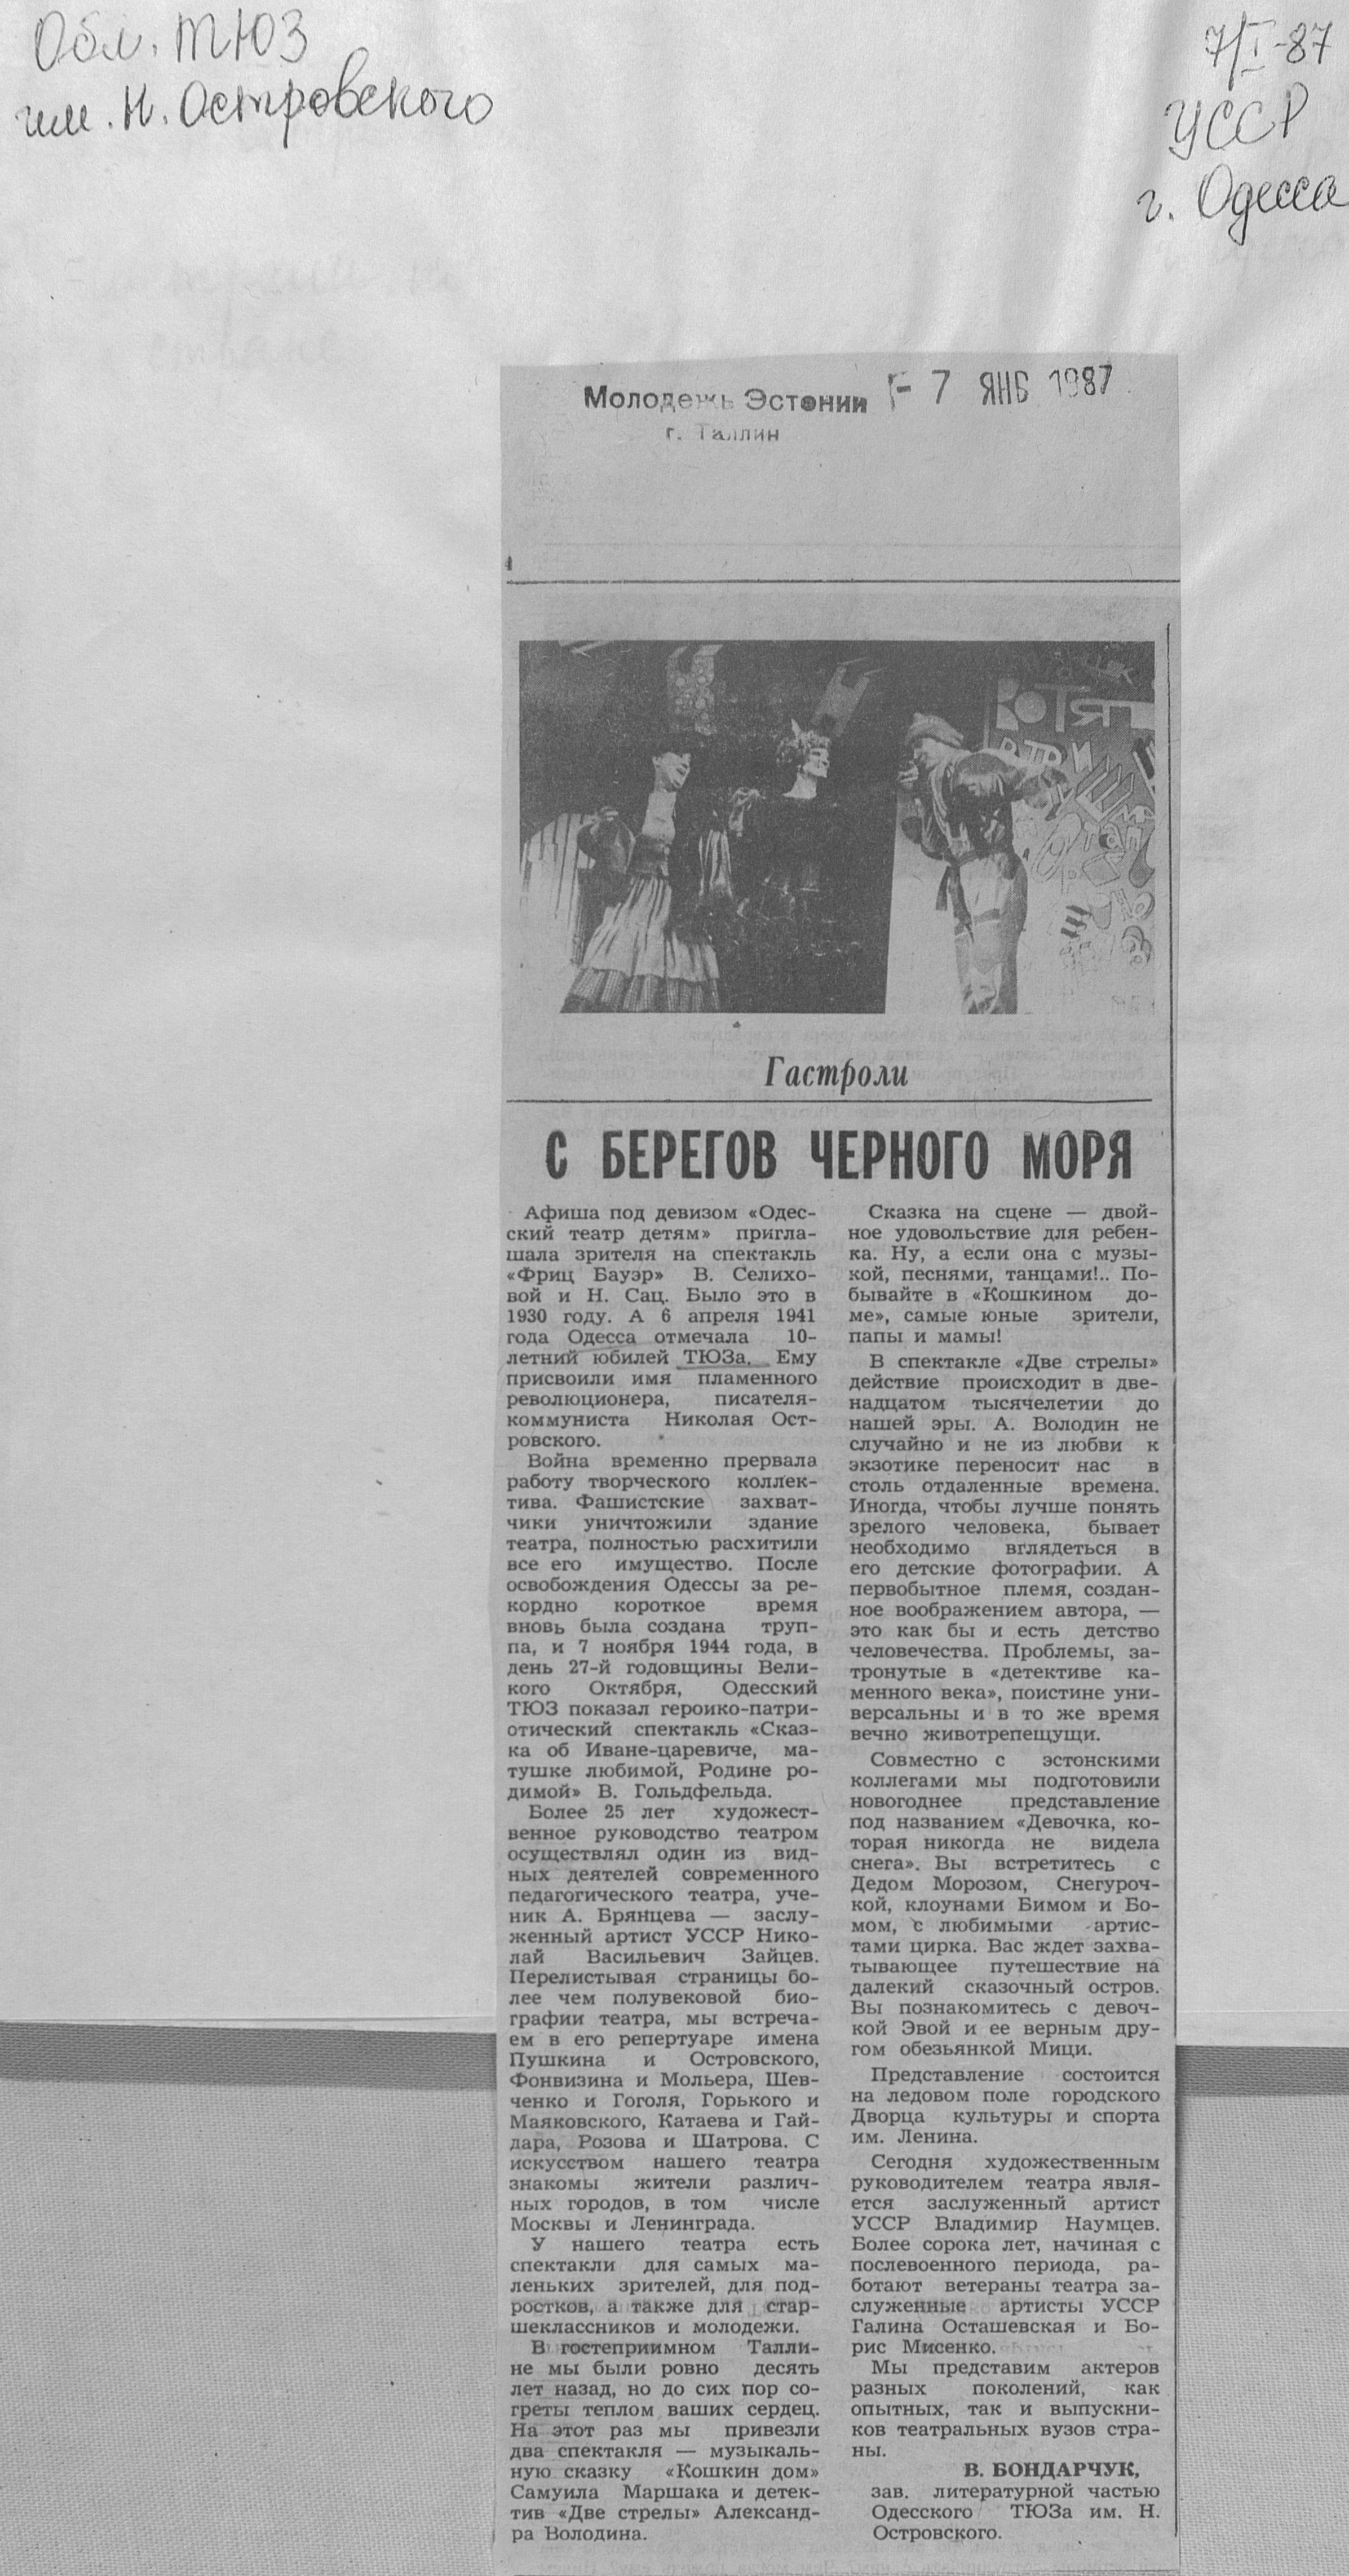 Обл. ТЮЗ
им. Н. Островского
7/I-87
УССР
г. Одесса
Молодежь Эстонии
- 7 ЯНВ 1987
г. Таллин
Гастроли
С БЕРЕГОВ ЧЕРНОГО МОРЯ
Афиша под девизом «Одес-
ский театр детям» пригла-
шала зрителя на спектакль
«Фриц Бауэр» В. Селихо-
вой и Н. Сац. Было это в
1930 году. А 6 апреля 1941
года Одесса отмечала 10-
летний юбилей ТЮЗа. Ему
присвоили имя пламенного
революционера, писателя-
коммуниста Николая Ост-
ровского.
Война временно прервала
работу творческого коллек-
тива. Фашистские захват-
чики уничтожили здание
театра, полностью расхитили
все его имущество. После
освобождения Одессы за ре-
кордно короткое время
вновь была создана труп-
па, и 7 ноября 1944 года, в
день 27-й годовщины Вели-
кого Октября, Одесский
ТЮЗ показал героико-патри-
отический спектакль «Сказ-
ка об Иване-царевиче, ма-
тушке любимой, Родине ро-
димой» В. Гольдфельда.
Более 25 лет художест-
венное руководство театром
осуществлял один из вид-
ных деятелей современного
педагогического театра, уче-
ник А. Брянцева — заслу-
женный артист УССР Нико-
лай Васильевич Зайцев.
Перелистывая страницы бо-
лее чем полувековой био-
графии театра, мы встреча-
ем в его репертуаре имена
Пушкина и Островского,
Фонвизина и Мольера, Шев-
ченко и Гоголя, Горького и
Маяковского, Катаева и Гай-
дара, Розова и Шатрова. С
искусством нашего театра
знакомы жители различ-
ных городов, в том числе
Москвы и Ленинграда.
У нашего театра есть
спектакли для самых ма-
леньких зрителей, для под-
ростков, а также для стар-
шеклассников и молодежи.
В гостеприимном Талли-
не мы были ровно десять
лет назад, но до сих пор со-
греты теплом ваших сердец.
На этот раз мы привезли
два спектакля — музыкаль-
ную сказку «Кошкин дом»
Самуила Маршака и детек-
тив «Две стрелы» Александ-
ра Володина.
Сказка на сцене — двой-
ное удовольствие для ребен-
ка. Ну, а если она с музы-
кой, песнями, танцами!.. По-
бывайте в «Кошкином до-
ме», самые юные зрители,
папы и мамы!
В спектакле «Две стрелы»
действие происходит в две-
надцатом тысячелетии до
нашей эры. А. Володин не
случайно и не из любви к
экзотике переносит нас в
столь отдаленные времена.
Иногда, чтобы лучше понять
зрелого человека, бывает
необходимо вглядеться в
его детские фотографии. А
первобытное племя, создан-
ное воображением автора, —
это как бы и есть детство
человечества. Проблемы, за-
тронутые в «детективе ка-
менного века», поистине уни-
версальны и в то же время
вечно животрепещущи.
Совместно с эстонскими
коллегами мы подготовили
новогоднее представление
под названием «Девочка, ко-
торая никогда не видела
снега». Вы встретитесь с
Дедом Морозом, Снегуроч-
кой, клоунами Бимом и Бо-
мом, с любимыми артис-
тами цирка. Вас ждет захва-
тывающее путешествие на
далекий сказочный остров.
Вы познакомитесь с девоч-
кой Эвой и ее верным дру-
гом обезьянкой Мици.
Представление состоится
на ледовом поле городского
Дворца культуры и спорта
им. Ленина.
Сегодня художественным
руководителем театра явля-
ется заслуженный артист
УССР Владимир Наумцев.
Более сорока лет, начиная с
послевоенного периода, ра-
ботают ветераны театра за-
служенные артисты УССР
Галина Осташевская и Бо-
рис Мисенко.
Мы представим актеров
разных поколений, как
опытных, так и выпускни-
ков театральных вузов стра-
ны.
В. БОНДАРЧУК,
зав. литературной частью
Одесского ТЮЗа им. Н.
Островского.